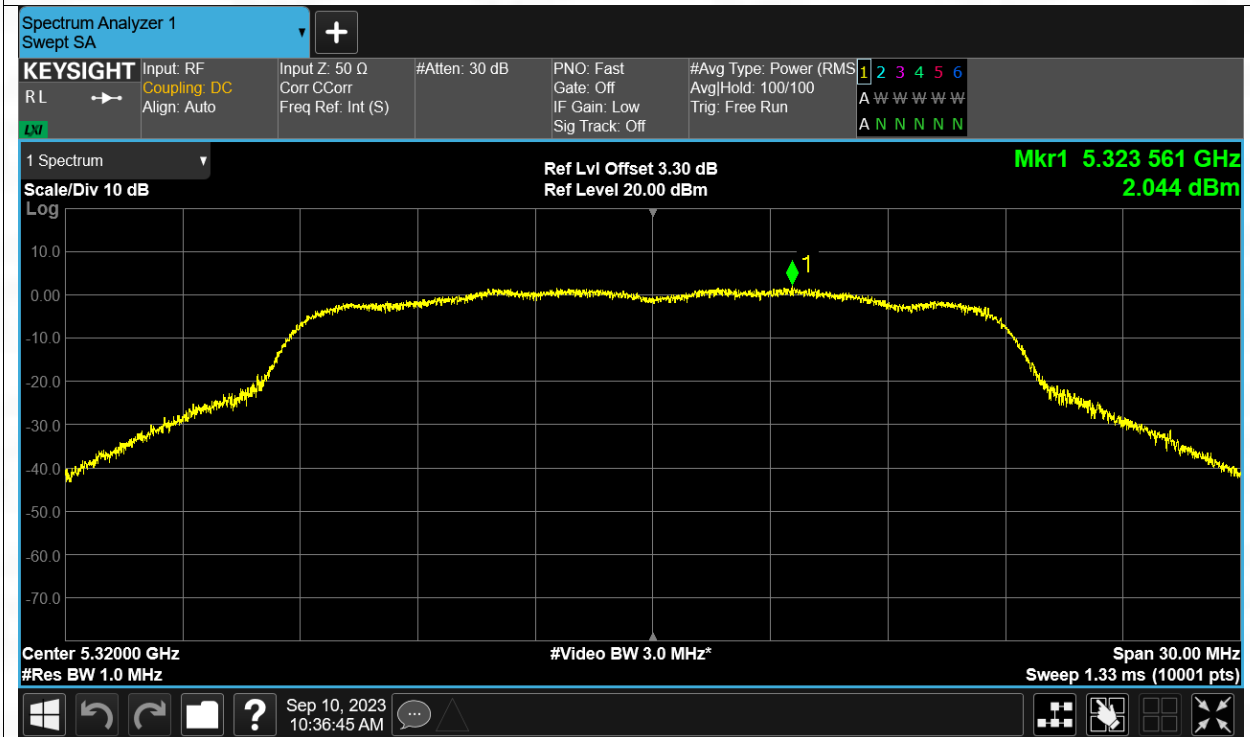 Spectrum Analyzer 1
Swept SA
KEYSIGHT
R L
LXI
Input: RF
Coupling: DC
Align: Auto
Input Z: 50 Ω
Corr CCorr
Freq Ref: Int (S)
#Atten: 30 dB
PNO: Fast
Gate: Off
IF Gain: Low
Sig Track: Off
#Avg Type: Power (RMS
Avg|Hold: 100/100
Trig: Free Run
1 2 3 4 5 6
A W W W W W
A N N N N N
1 Spectrum
Scale/Div 10 dB
Log
Ref Lvl Offset 3.30 dB
Ref Level 20.00 dBm
Mkr1 5.323 561 GHz
2.044 dBm
1
10.0
0.00
-10.0
-20.0
-30.0
-40.0
-50.0
-60.0
-70.0
Center 5.32000 GHz
#Res BW 1.0 MHz
#Video BW 3.0 MHz*
Span 30.00 MHz
Sweep 1.33 ms (10001 pts)
?
Sep 10, 2023
10:36:45 AM